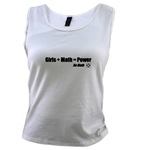 Girls + Math = Power